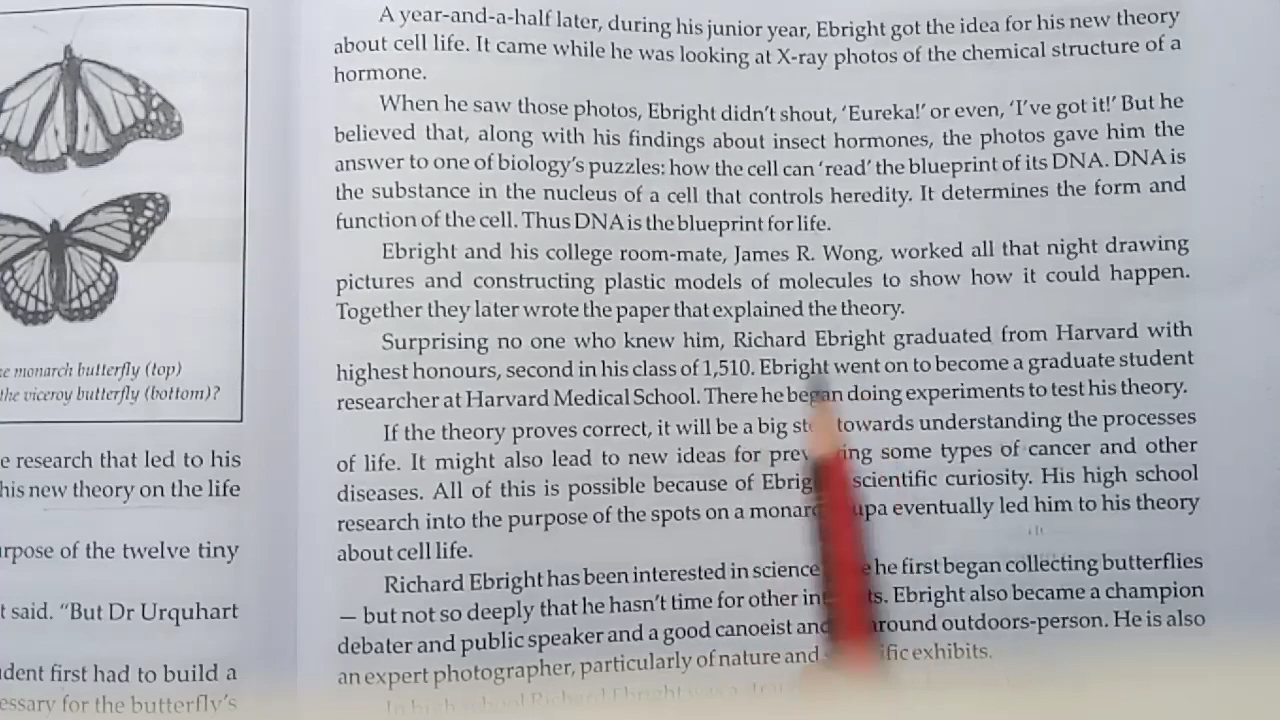 A year-and-a-half later, during his junior year, Ebright got the idea for his new theory
about cell life. It came while he was looking at X-ray photos of the chemical structure of a
hormone.
When he saw those photos, Ebright didn't shout, 'Eureka!' or even, 'I've got it!' But he
believed that, along with his findings about insect hormones, the photos gave him the
answer to one of biology's puzzles: how the cell can 'read' the blueprint of its DNA. DNA is
the substance in the nucleus of a cell that controls heredity. It determines the form and
function of the cell. Thus DNA is the blueprint for life.
Ebright and his college room-mate, James R. Wong, worked all that night drawing
pictures and constructing plastic models of molecules to show how it could happen.
Together they later wrote the paper that explained the theory.
Surprising no one who knew him, Richard Ebright graduated from Harvard with
highest honours, second in his class of 1,510. Ebright went on to become a graduate student
researcher at Harvard Medical School. There he began doing experiments to test his theory.
If the theory proves correct, it will be a big towards understanding the processes
of life. It might also lead to new ideas for some types of cancer and other
diseases. All of this is possible because of scientific curiosity. His high school
research into the purpose of the spots on a eventually led him to his theory
about cell life.
Richard Ebright has been interested in science he first began collecting butterflies
— but not so deeply that he hasn't time for other Ebright also became a champion
debater and public speaker and a good canoeist and outdoors-person. He is also
an expert photographer, particularly of nature and exhibits.
monarch butterfly (top)
the viceroy butterfly (bottom)?
research that led to his
his new theory on the life
of the twelve tiny
said. "But Dr Urquhart
first had to build a
for the butterfly's